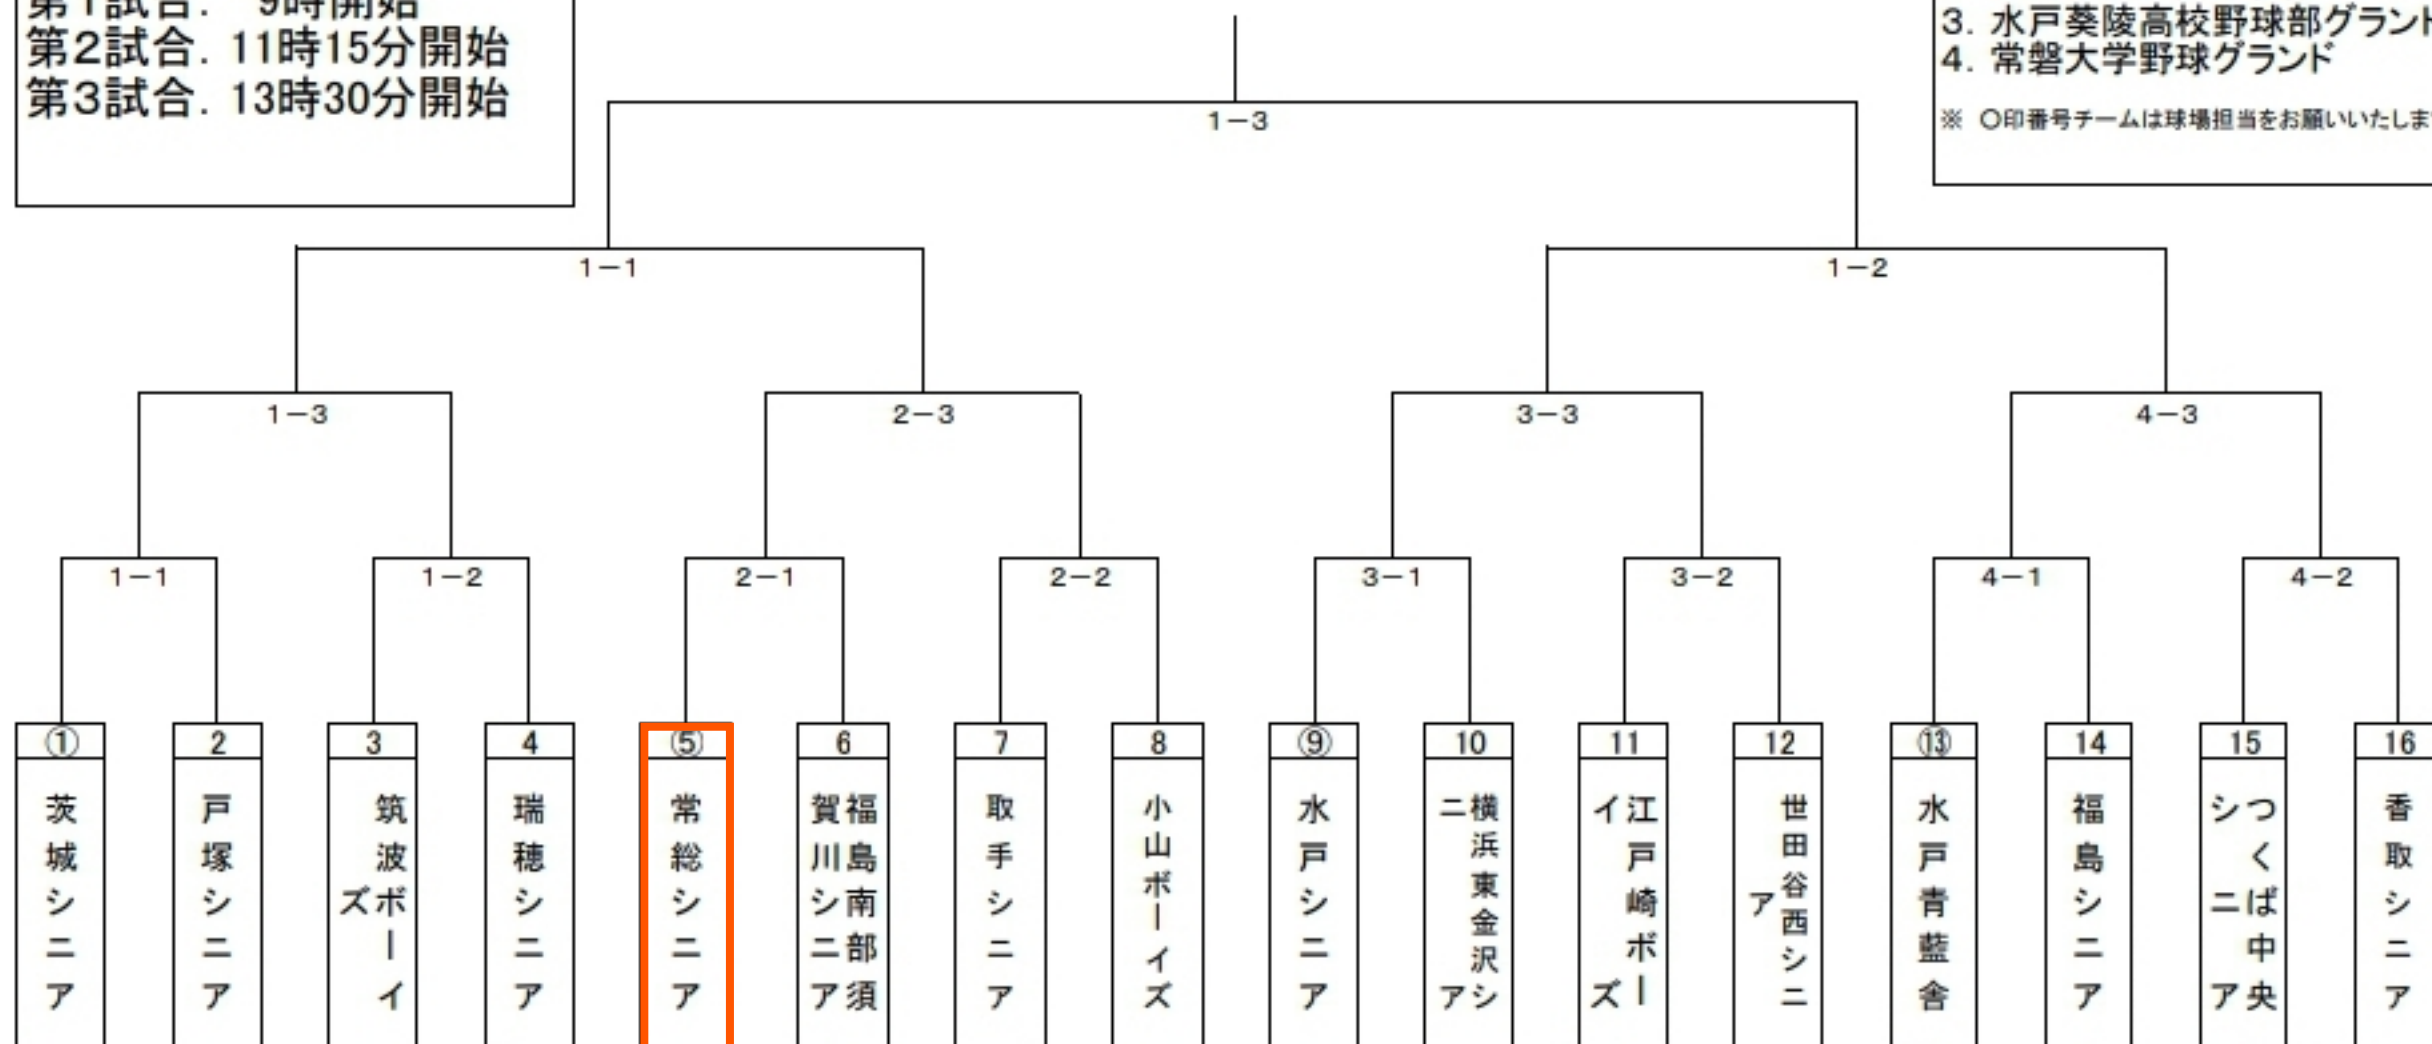 第1試合. 9時開始
第2試合. 11時15分開始
第3試合. 13時30分開始
3. 水戸葵陵高校野球部グランド
4. 常磐大学野球グランド
※ 〇印番号チームは球場担当をお願いいたしま
1－3
1－1
1－2
1－3
2－3
3－3
4－3
1－1
1－2
2－1
2－2
3－1
3－2
4－1
4－2
①
茨城シニア
2
戸塚シニア
3
筑波ボーイズ
4
瑞穂シニア
⑤
常総シニア
6
福島南部須賀川シニア
7
取手シニア
8
小山ボーイズ
⑨
水戸シニア
10
横浜東金沢シニア
11
江戸崎ボーイズ
12
世田谷西シニア
⑬
水戸青藍舎
14
福島シニア
15
つくば中央シニア
16
香取シニア